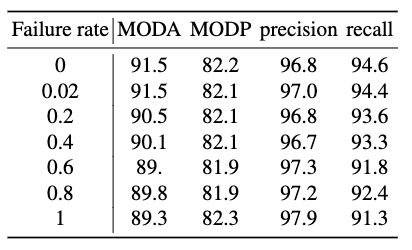 Failure rate MODA MODP precision recall
0 91.5 82.2 96.8 94.6
0.02 91.5 82.1 97.0 94.4
0.2 90.5 82.1 96.8 93.6
0.4 90.1 82.1 96.7 93.3
0.6 89. 81.9 97.3 91.8
0.8 89.8 81.9 97.2 92.4
1 89.3 82.3 97.9 91.3